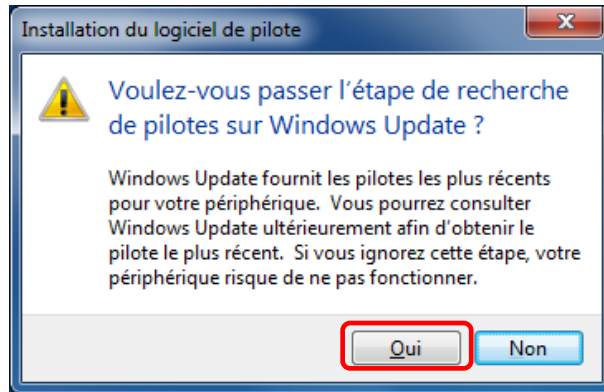 Installation du logiciel de pilote
Voulez-vous passer l'étape de recherche
de pilotes sur Windows Update ?
Windows Update fournit les pilotes les plus récents
pour votre périphérique. Vous pourrez consulter
Windows Update ultérieurement afin d'obtenir le
pilote le plus récent. Si vous ignorez cette étape, votre
périphérique risque de ne pas fonctionner.
Oui Non